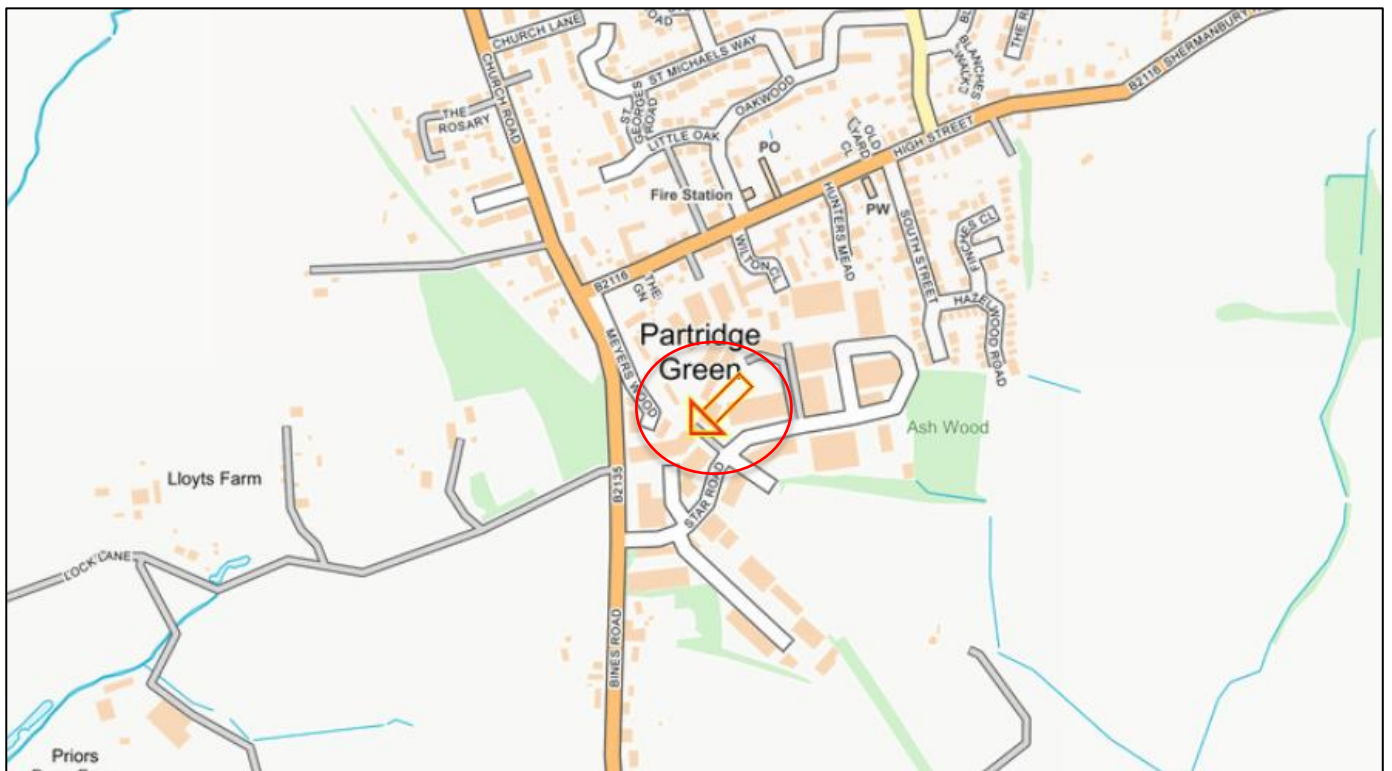 CHURCH LANE
ROAD
BLANCHES
WALK
THE R
B2116 SHERMANBURY
CHURCH ROAD
ST MICHAELS WAY
THE
ROSARY
ST
GEORGES
ROAD
OAKWOOD
LITTLE OAK
PO
OLD
YARD
CL
HIGH STREET
Fire Station
PW
HUNTERS MEAD
SOUTH STREET
FINCHES CL
WILTON CL
B2116
THE
GN
HAZELWOOD ROAD
Partridge
Green
MEYERS WOOD
Ash Wood
Lloyts Farm
B2135
STAR ROAD
LOCK LANE
BINES ROAD
Priors